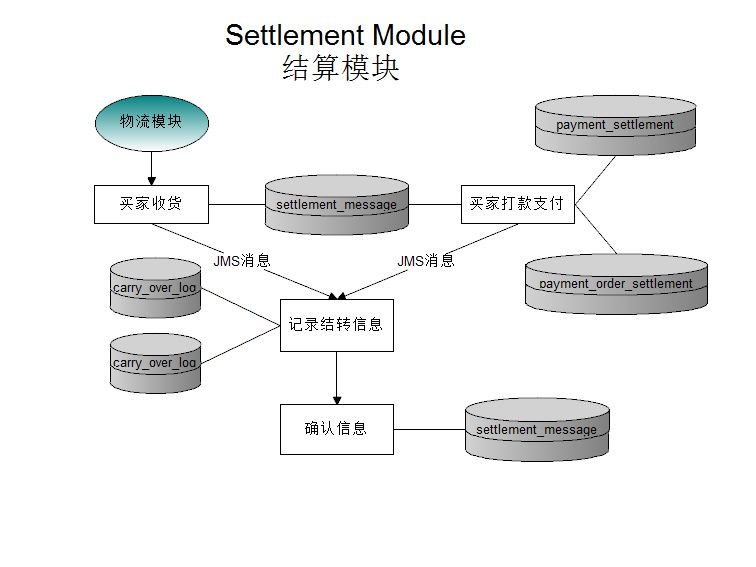 Settlement Module
结算模块
物流模块
payment_settlement
买家收货
settlement_message
买家打款支付
JMS消息
JMS消息
carry_over_log
payment_order_settlement
记录结转信息
carry_over_log
确认信息
settlement_message